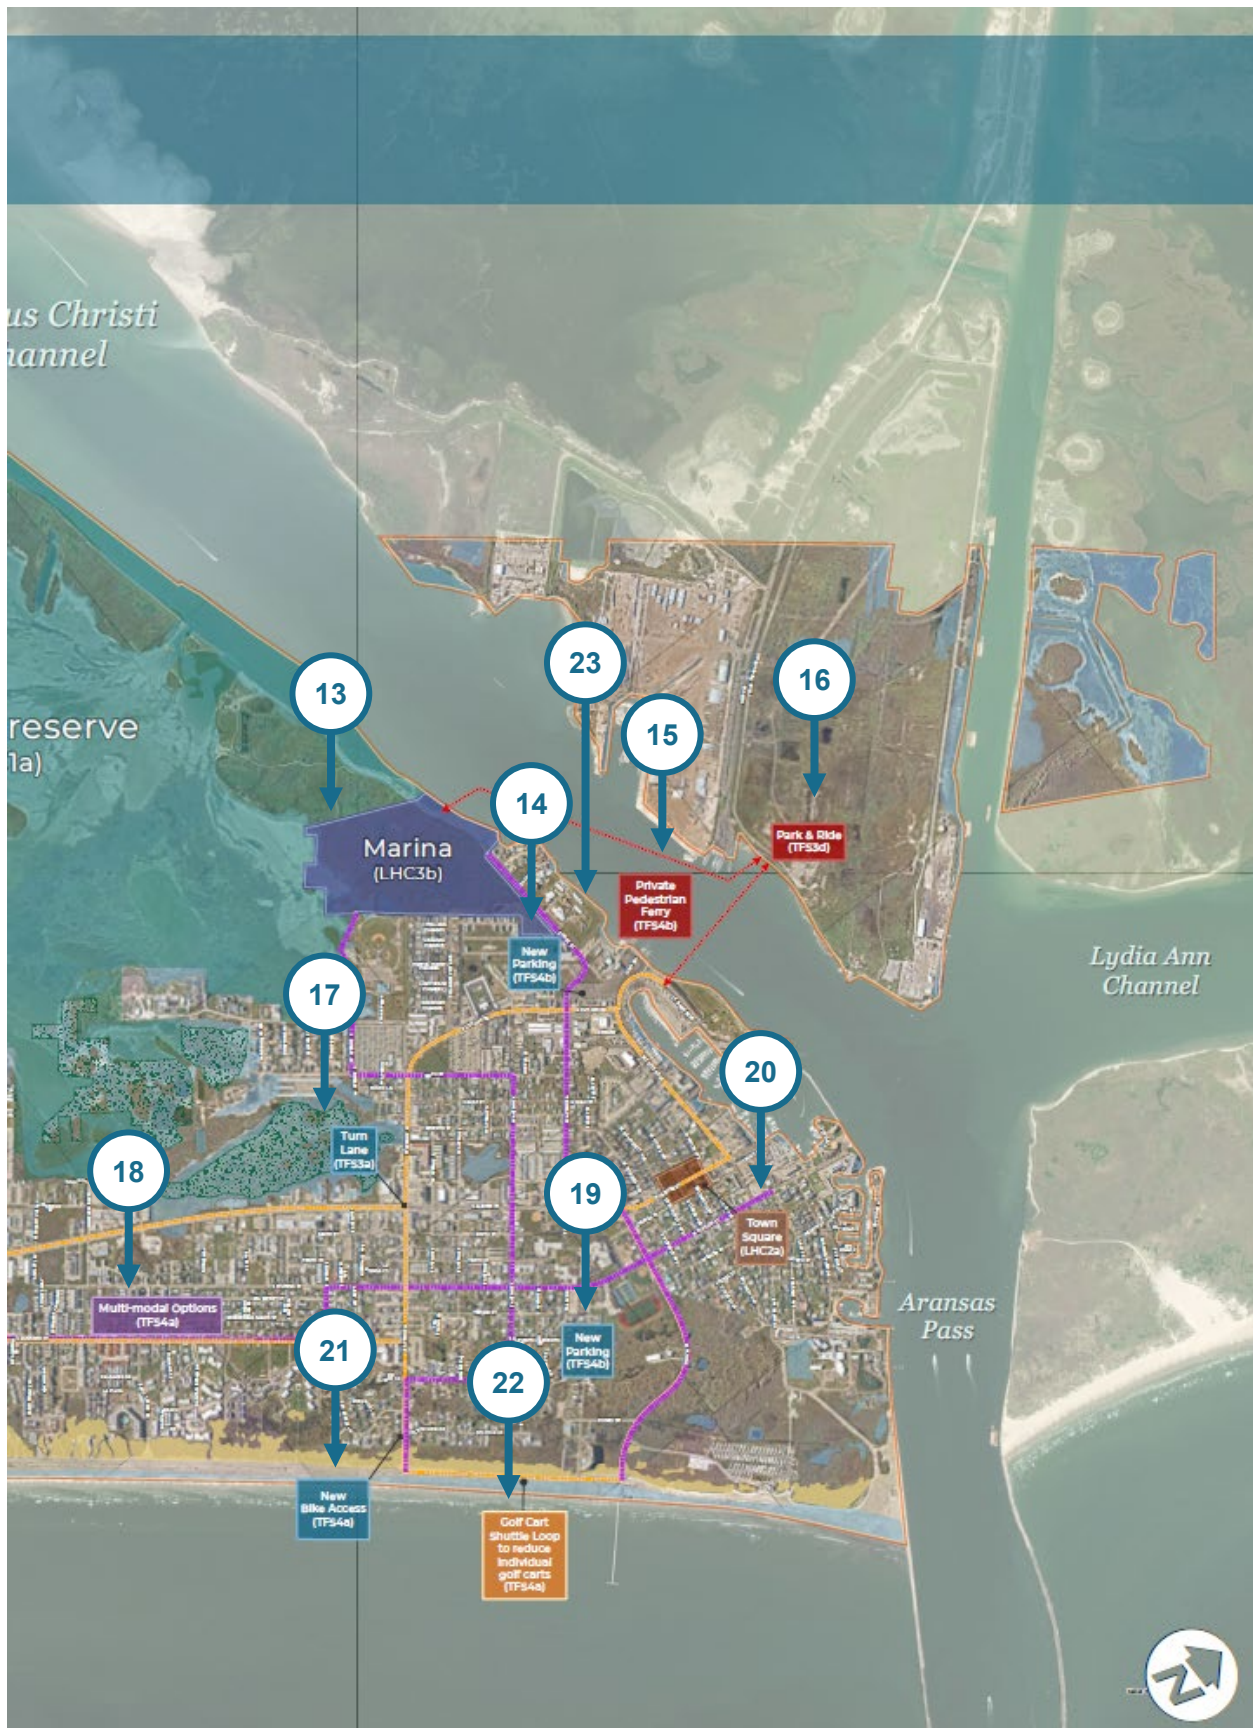 us Christi
hannel
reserve
1a)
13
23
16
15
14
Marina
(LHC3b)
Park & Ride
(TFS3d)
Private
Pedestrian
Ferry
(TFS4b)
New
Parking
(TFS4b)
Lydia Ann
Channel
17
20
Turn
Lane
(TFS3a)
18
19
Town
Square
(LHC2a)
Multi-modal Options
(TFS4a)
Aransas
Pass
21
New
Parking
(TFS4b)
22
New
Bike Access
(TFS4a)
Golf Cart
Shuttle Loop
to reduce
individual
golf carts
(TFS4a)
N